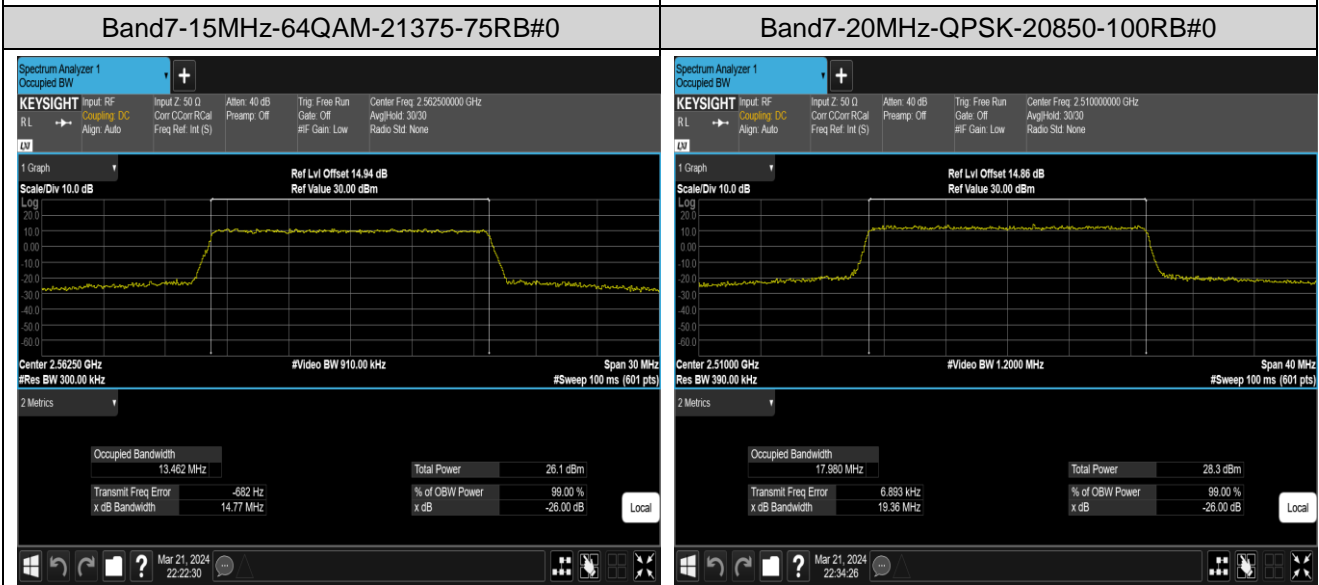 Band7-15MHz-64QAM-21375-75RB#0
Spectrum Analyzer 1
Occupied BW
+
KEYSIGHT
RL
LXI
Input: RF
Coupling: DC
Align: Auto
Input Z: 50 Ω
Corr CCorr RCal
Freq Ref: Int (S)
Atten: 40 dB
Preamp: Off
Trig: Free Run
Gate: Off
#IF Gain: Low
Center Freq: 2.562500000 GHz
Avg|Hold: 30/30
Radio Std: None
1 Graph
Scale/Div 10.0 dB
Ref Lvl Offset 14.94 dB
Ref Value 30.00 dBm
Log
20.0
10.0
0.00
-10.0
-20.0
-30.0
-40.0
-50.0
-60.0
Center 2.56250 GHz
#Res BW 300.00 kHz
#Video BW 910.00 kHz
Span 30 MHz
#Sweep 100 ms (601 pts)
2 Metrics
Occupied Bandwidth
13.462 MHz
Transmit Freq Error -682 Hz
x dB Bandwidth 14.77 MHz
Total Power 26.1 dBm
% of OBW Power 99.00 %
x dB -26.00 dB
Local
?
Mar 21, 2024
22:22:30
Band7-20MHz-QPSK-20850-100RB#0
Spectrum Analyzer 1
Occupied BW
+
KEYSIGHT
RL
LXI
Input: RF
Coupling: DC
Align: Auto
Input Z: 50 Ω
Corr CCorr RCal
Freq Ref: Int (S)
Atten: 40 dB
Preamp: Off
Trig: Free Run
Gate: Off
#IF Gain: Low
Center Freq: 2.510000000 GHz
Avg|Hold: 30/30
Radio Std: None
1 Graph
Scale/Div 10.0 dB
Ref Lvl Offset 14.86 dB
Ref Value 30.00 dBm
Log
20.0
10.0
0.00
-10.0
-20.0
-30.0
-40.0
-50.0
-60.0
Center 2.51000 GHz
Res BW 390.00 kHz
#Video BW 1.2000 MHz
Span 40 MHz
#Sweep 100 ms (601 pts)
2 Metrics
Occupied Bandwidth
17.980 MHz
Transmit Freq Error 6.893 kHz
x dB Bandwidth 19.36 MHz
Total Power 28.3 dBm
% of OBW Power 99.00 %
x dB -26.00 dB
Local
?
Mar 21, 2024
22:34:26